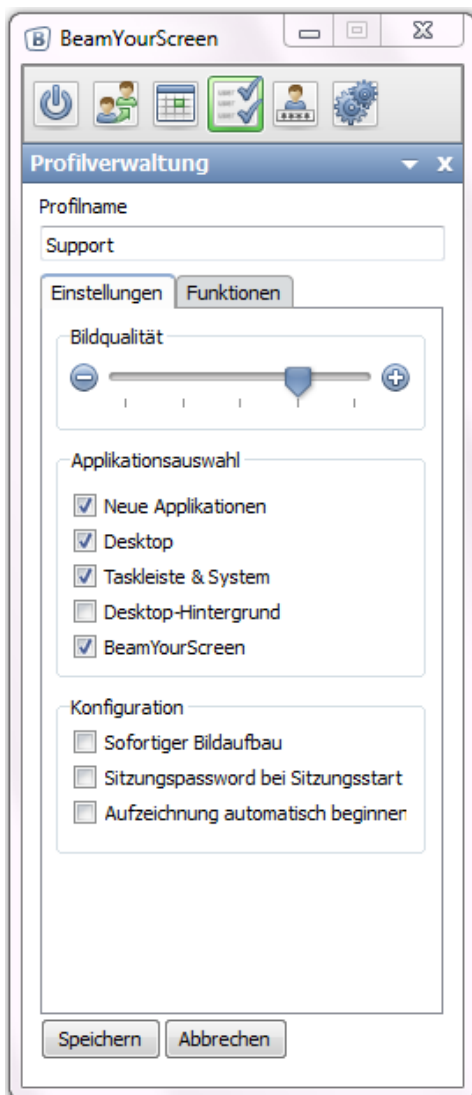 BeamYourScreen
Profilverwaltung
Profilname
Support
Einstellungen Funktionen
Bildqualität
Applikationsauswahl
Neue Applikationen
Desktop
Taskleiste & System
Desktop-Hintergrund
BeamYourScreen
Konfiguration
Sofortiger Bildaufbau
Sitzungspassword bei Sitzungsstart
Aufzeichnung automatisch beginnen
Speichern Abbrechen